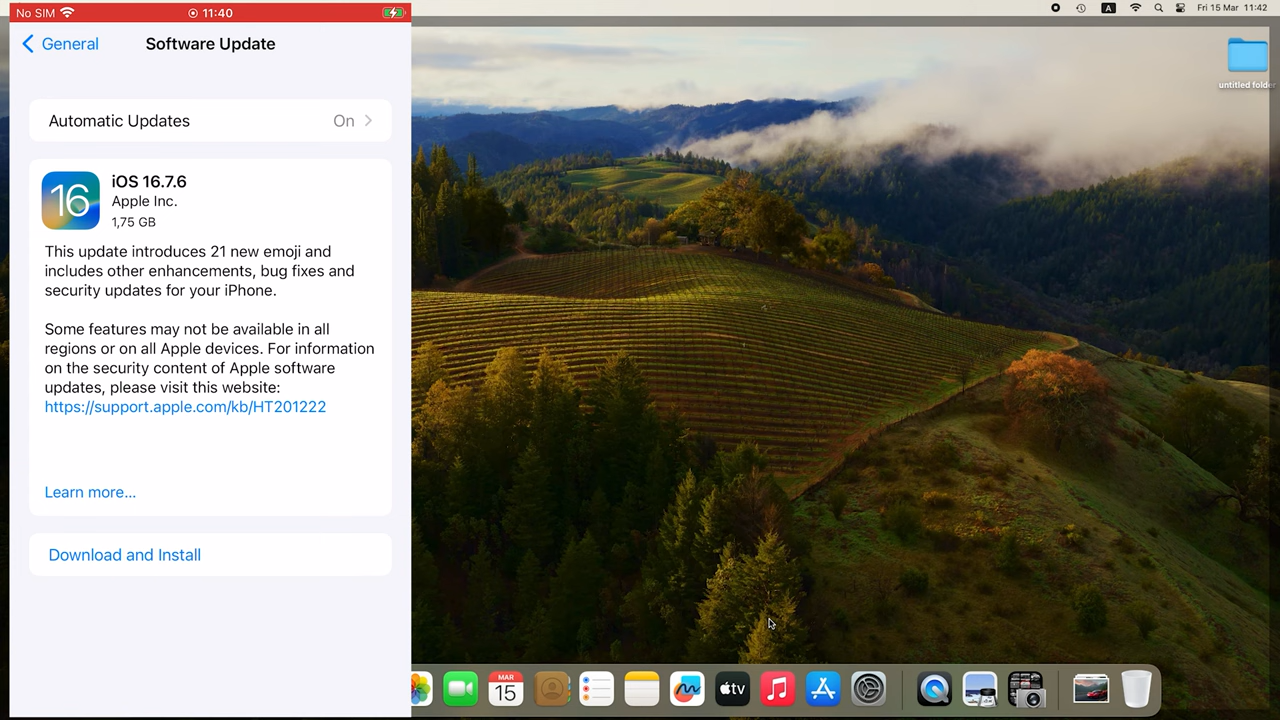 No SIM 11:40
General Software Update
Automatic Updates On
16
iOS 16.7.6
Apple Inc.
1,75 GB
This update introduces 21 new emoji and
includes other enhancements, bug fixes and
security updates for your iPhone.
Some features may not be available in all
regions or on all Apple devices. For information
on the security content of Apple software
updates, please visit this website:
https://support.apple.com/kb/HT201222
Learn more...
Download and Install
A Fri 15 Mar 11:42
untitled folder
MAR
15
tv